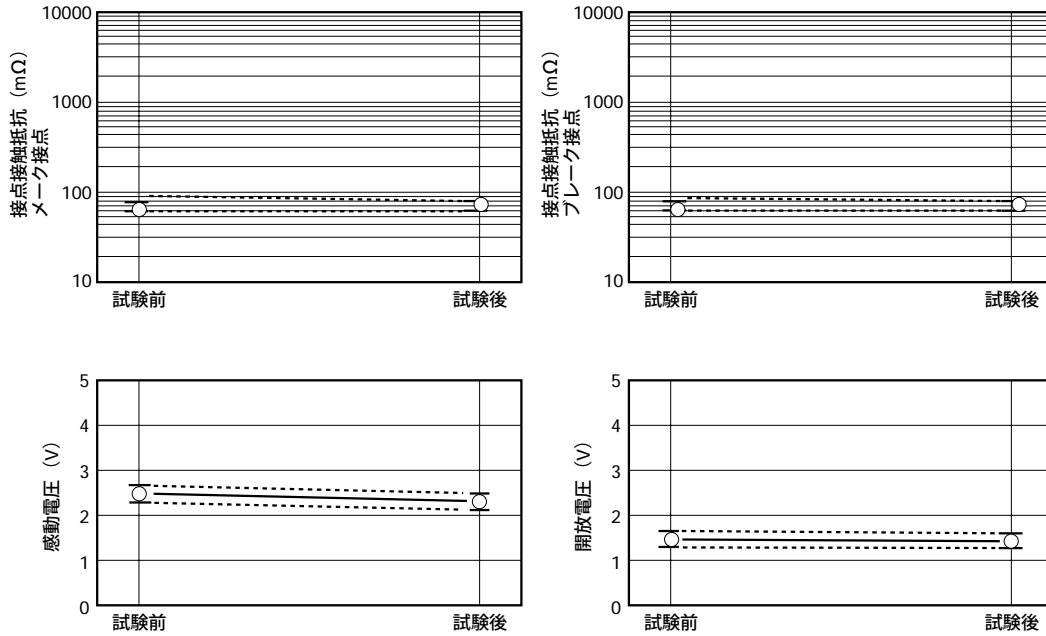 接点接触抵抗（mΩ）
メーク接点
10000
1000
100
10
試験前
試験後
接点接触抵抗（mΩ）
ブレーク接点
10000
1000
100
10
試験前
試験後
感動電圧（V）
5
4
3
2
1
0
試験前
試験後
開放電圧（V）
5
4
3
2
1
0
試験前
試験後